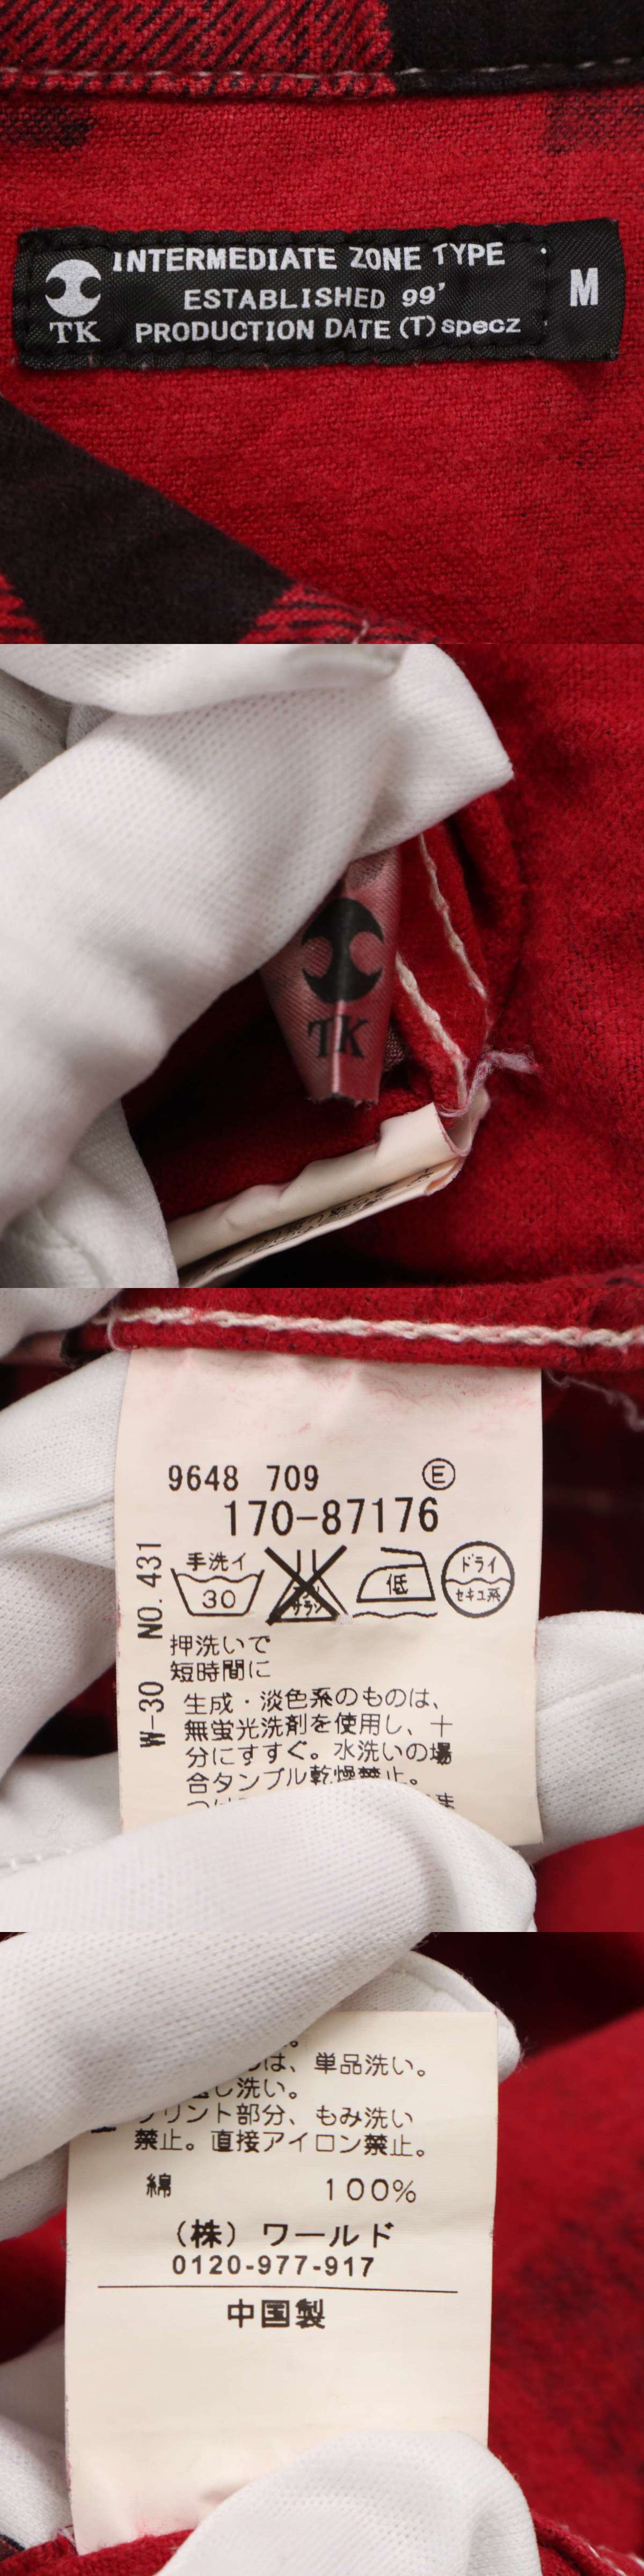 INTERMEDIATE ZONE TYPE
ESTABLISHED 99'
PRODUCTION DATE (T) specz
TK
M
TK
9648 709 Ⓔ
170-87176
W-30 NO. 431
手洗イ
30
サラシ
低
ドライ
セキユ系
押洗いで
短時間に
生成・淡色系のものは、
無蛍光洗剤を使用し、十
分にすすぐ。水洗いの場
合タンブル乾燥禁止。
は、単品洗い。
し洗い。
プリント部分、もみ洗い
禁止。直接アイロン禁止。
綿 100%
(株) ワールド
0120-977-917
中国製